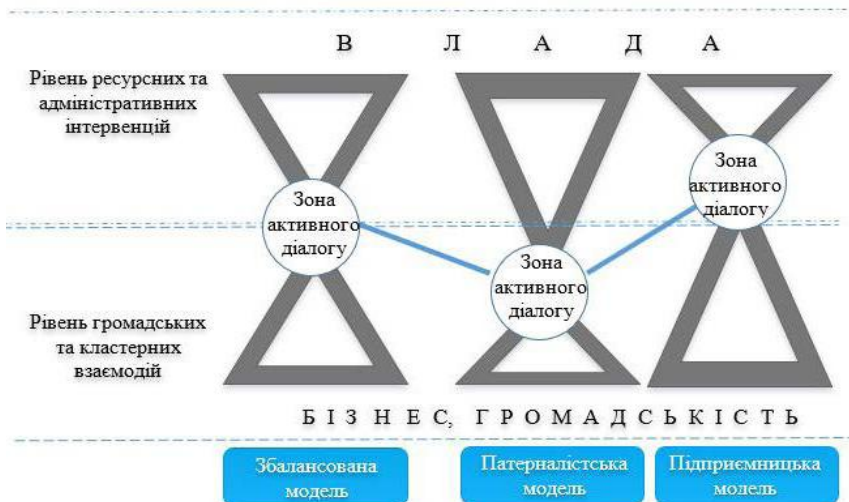 В Л А Д А
Рівень ресурсних та
адміністративних
інтервенцій
Зона
активного
діалогу
Зона
активного
діалогу
Зона
активного
діалогу
Рівень громадських
та кластерних
взаємодій
Б І З Н Е С, Г Р О М А Д С Ь К І С Т Ь
Збалансована
модель
Патерналістська
модель
Підприємницька
модель